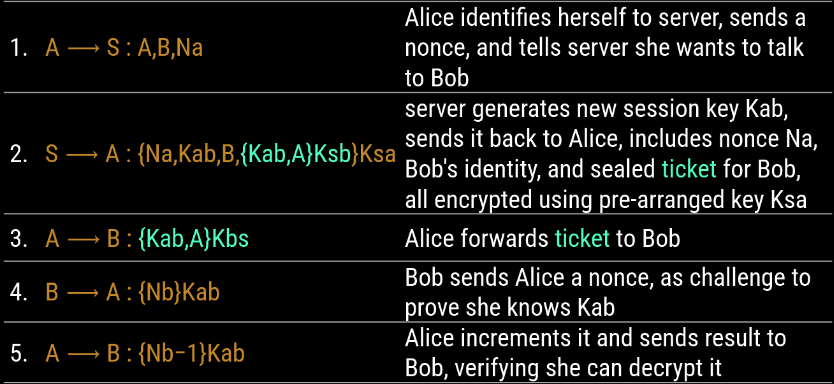 1. A ⟶ S : A,B,Na
Alice identifies herself to server, sends a
nonce, and tells server she wants to talk
to Bob
2. S ⟶ A : {Na,Kab,B,{Kab,A}Ksb}Ksa
server generates new session key Kab,
sends it back to Alice, includes nonce Na,
Bob's identity, and sealed ticket for Bob,
all encrypted using pre-arranged key Ksa
3. A ⟶ B : {Kab,A}Kbs
Alice forwards ticket to Bob
4. B ⟶ A : {Nb}Kab
Bob sends Alice a nonce, as challenge to
prove she knows Kab
5. A ⟶ B : {Nb−1}Kab
Alice increments it and sends result to
Bob, verifying she can decrypt it